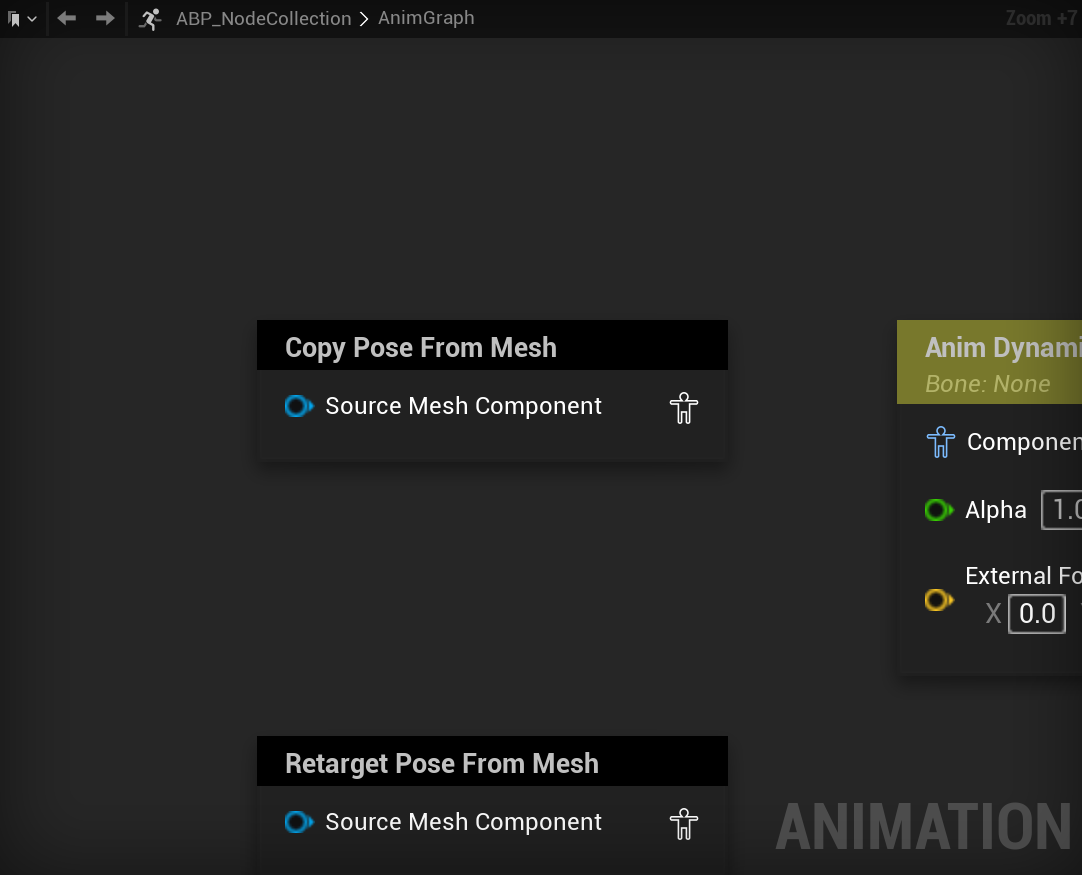 ABP_NodeCollection > AnimGraph
Zoom +7
Copy Pose From Mesh
Source Mesh Component
Anim Dynami
Bone: None
Componen
Alpha 1.0
External Fo
X 0.0
Retarget Pose From Mesh
Source Mesh Component
ANIMATION